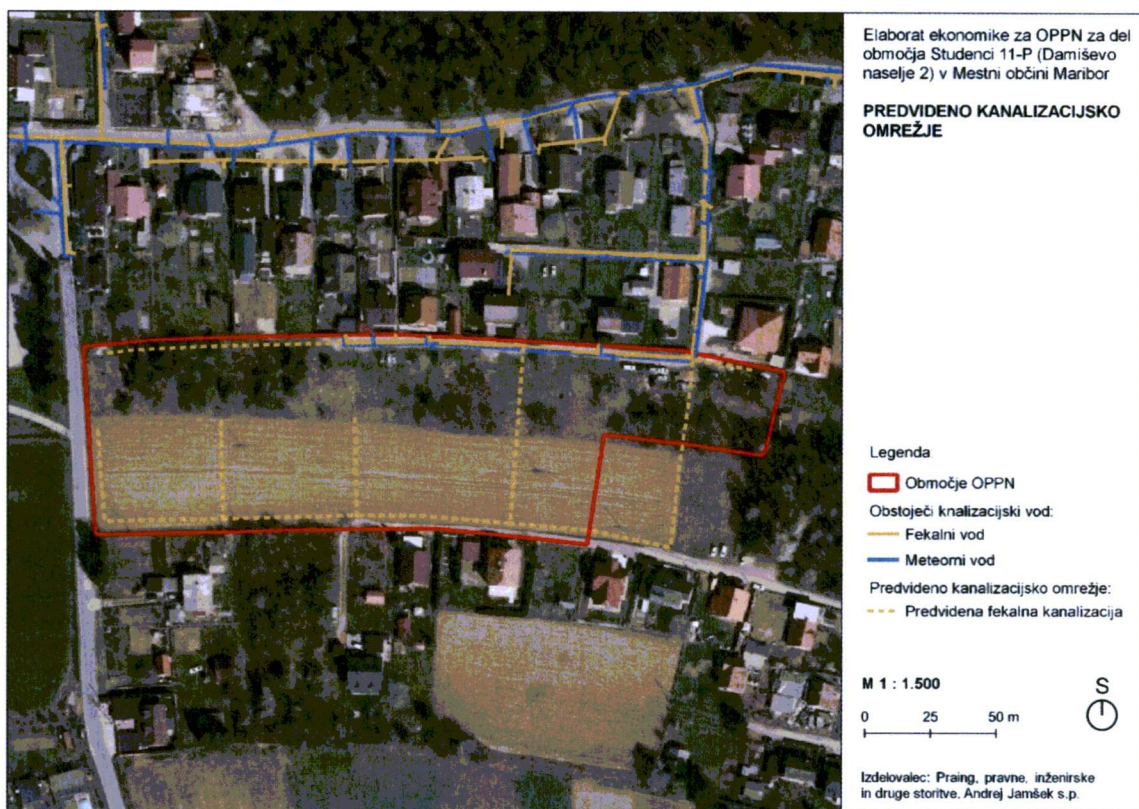 Elaborat ekonomike za OPPN za del
območja Studenci 11-P (Damiševo
naselje 2) v Mestni občini Maribor
PREDVIDENO KANALIZACIJSKO
OMREŽJE
Legenda
Območje OPPN
Obstoječi knalizacijski vod:
Fekalni vod
Meteorni vod
Predvideno kanalizacijsko omrežje:
Predvidena fekalna kanalizacija
M 1 : 1.500
S
0 25 50 m
Izdelovalec: Praing, pravne, inženirske
in druge storitve, Andrej Jamšek s.p.